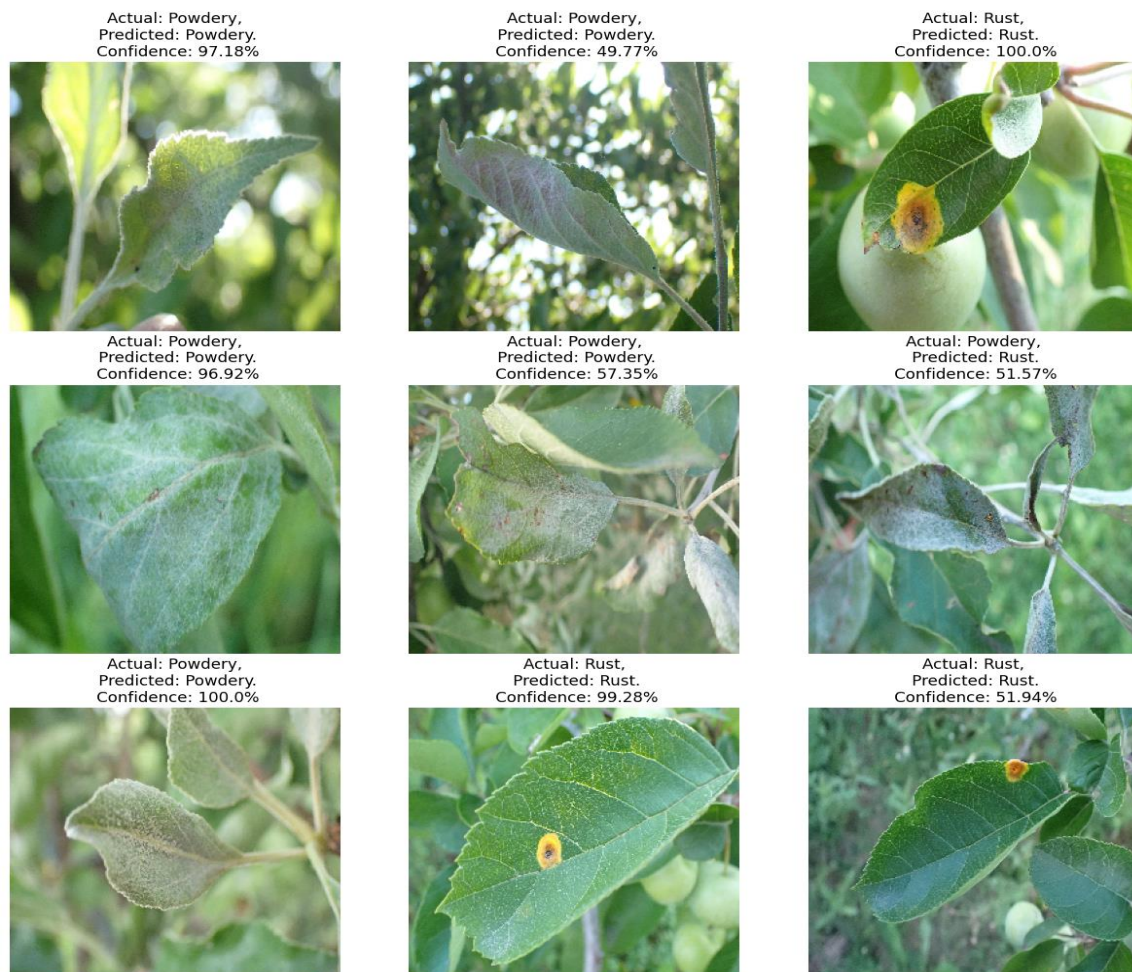 Actual: Powdery,
Predicted: Powdery.
Confidence: 97.18%
Actual: Powdery,
Predicted: Powdery.
Confidence: 49.77%
Actual: Rust,
Predicted: Rust.
Confidence: 100.0%
Actual: Powdery,
Predicted: Powdery.
Confidence: 96.92%
Actual: Powdery,
Predicted: Powdery.
Confidence: 57.35%
Actual: Powdery,
Predicted: Rust.
Confidence: 51.57%
Actual: Powdery,
Predicted: Powdery.
Confidence: 100.0%
Actual: Rust,
Predicted: Rust.
Confidence: 99.28%
Actual: Rust,
Predicted: Rust.
Confidence: 51.94%